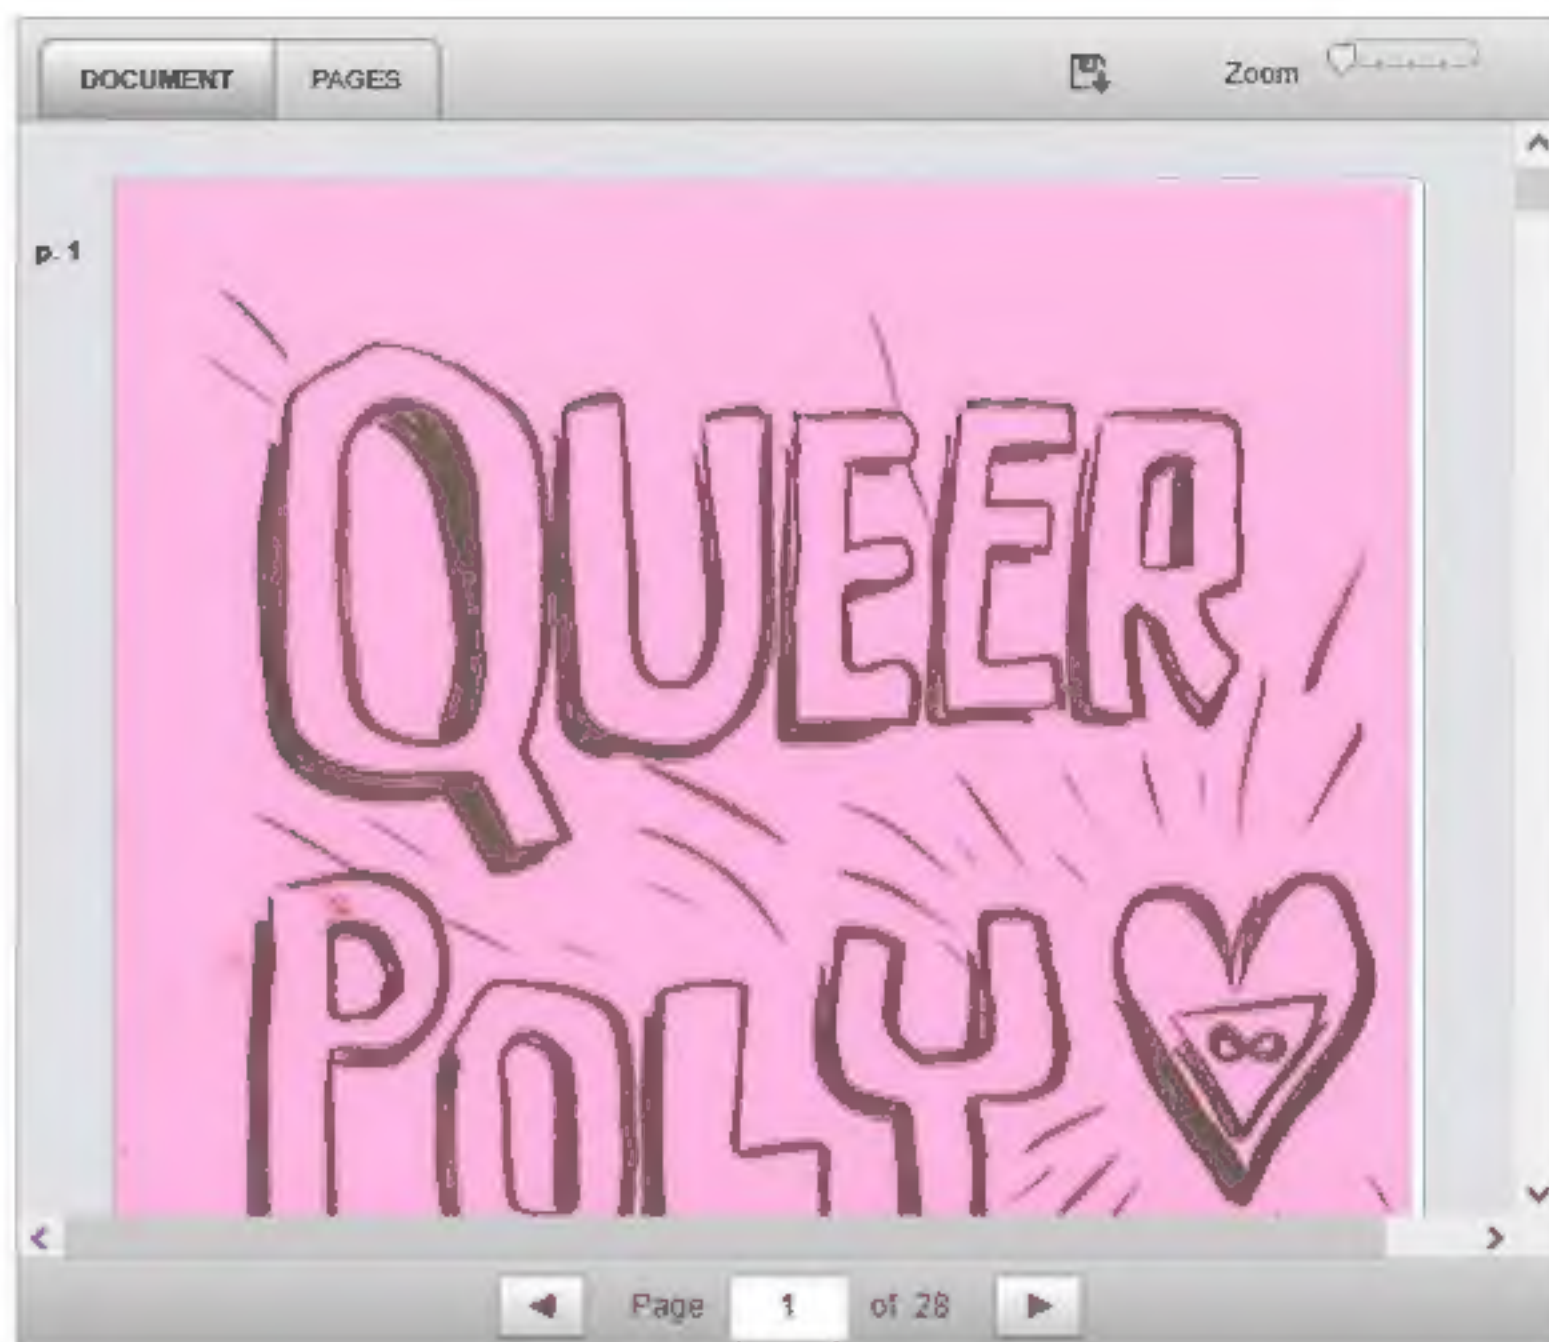 DOCUMENT PAGES Zoom
p. 1
QUEER
POLY
∞
Page 1 of 28